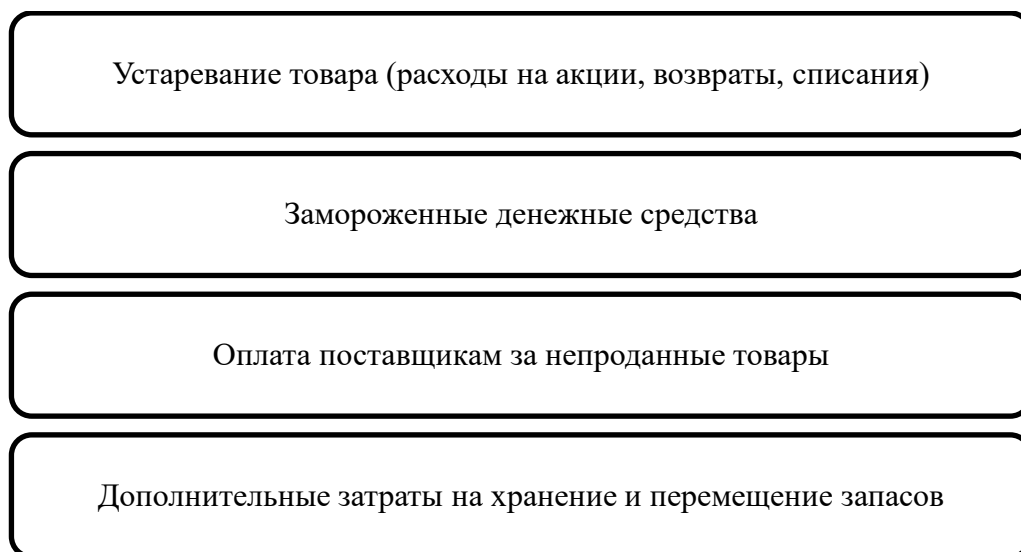 Устаревание товара (расходы на акции, возвраты, списания)
Замороженные денежные средства
Оплата поставщикам за непроданные товары
Дополнительные затраты на хранение и перемещение запасов